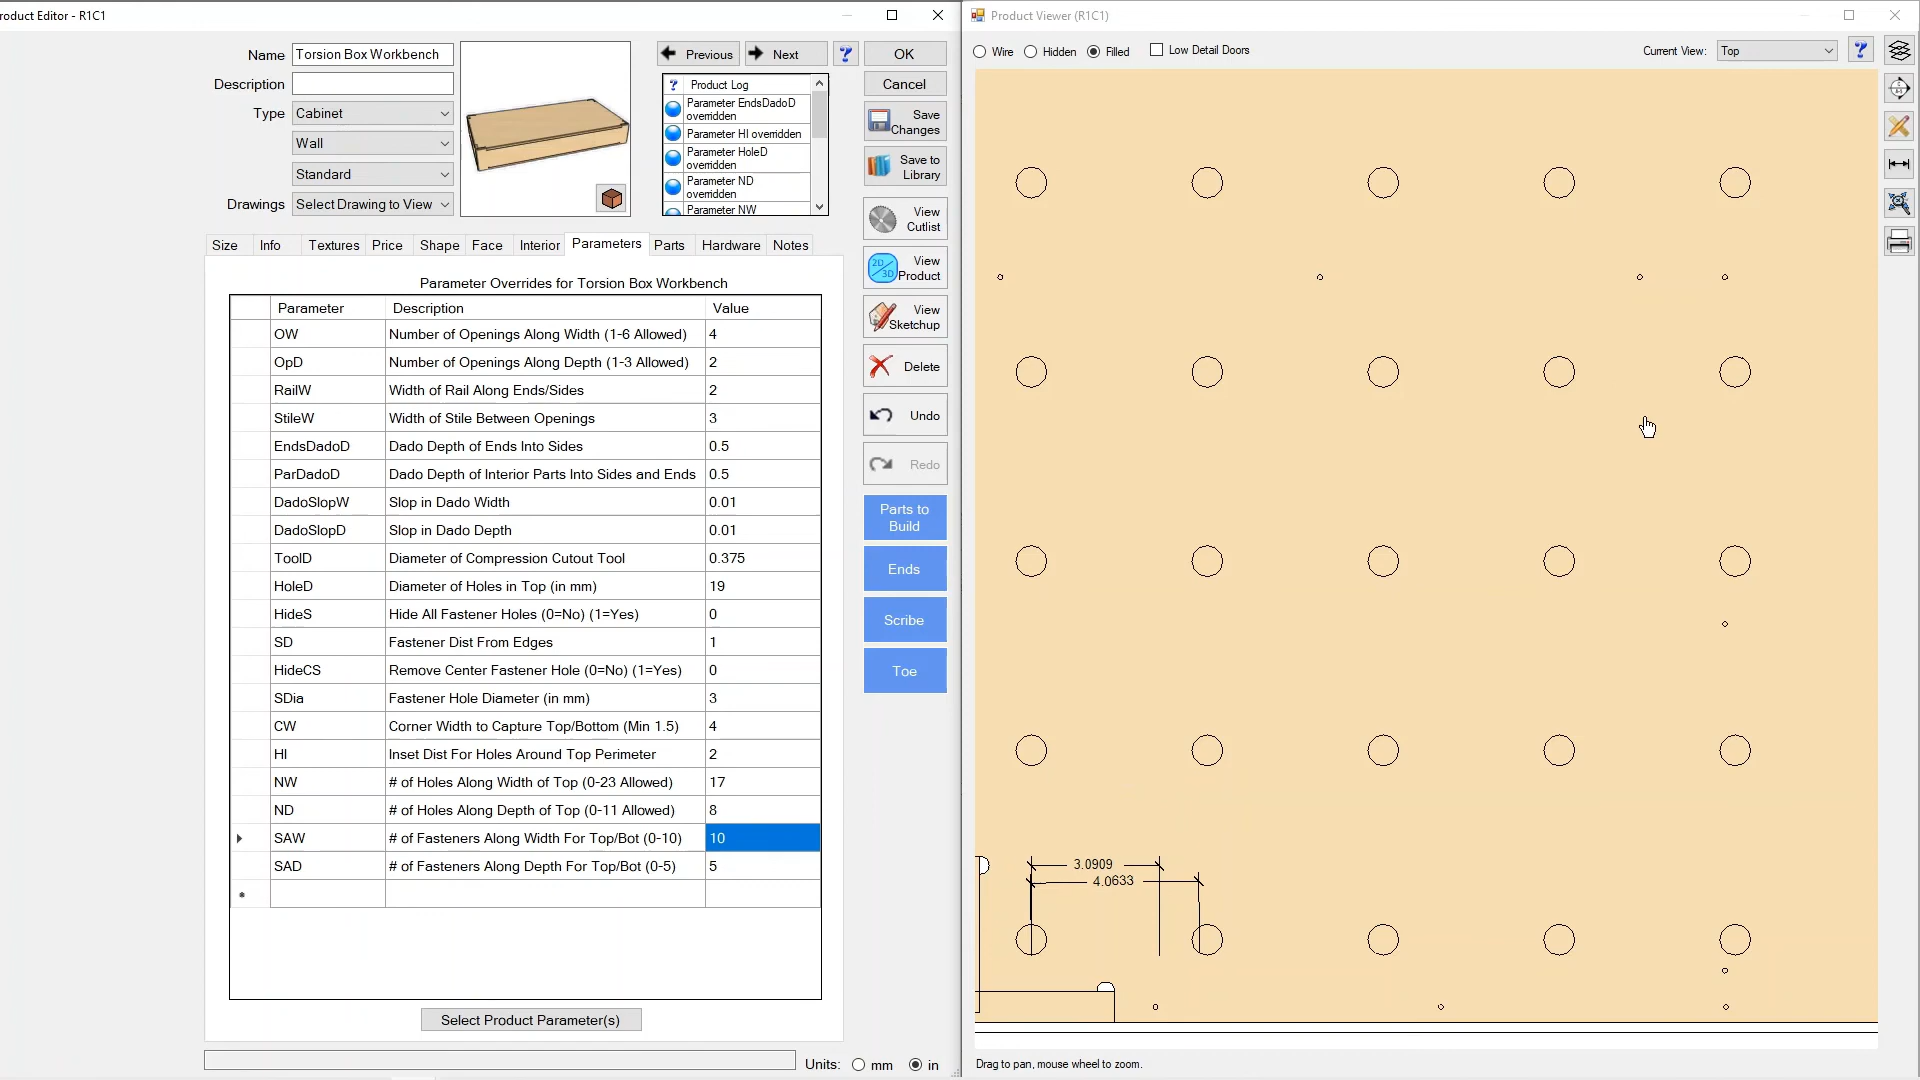 roduct Editor - R1C1
Name Torsion Box Workbench
Description
Type Cabinet
Wall
Standard
Drawings Select Drawing to View
Previous Next ? OK
? Product Log
Parameter EndsDadoD overridden
Parameter HI overridden
Parameter HoleD overridden
Parameter ND overridden
Parameter NW
Cancel
Save Changes
Save to Library
View Cutlist
2D/3D View Product
View Sketchup
Delete
Undo
Redo
Parts to Build
Ends
Scribe
Toe
Size Info Textures Price Shape Face Interior Parameters Parts Hardware Notes
Parameter Overrides for Torsion Box Workbench
Parameter Description Value
OW Number of Openings Along Width (1-6 Allowed) 4
OpD Number of Openings Along Depth (1-3 Allowed) 2
RailW Width of Rail Along Ends/Sides 2
StileW Width of Stile Between Openings 3
EndsDadoD Dado Depth of Ends Into Sides 0.5
ParDadoD Dado Depth of Interior Parts Into Sides and Ends 0.5
DadoSlopW Slop in Dado Width 0.01
DadoSlopD Slop in Dado Depth 0.01
ToolD Diameter of Compression Cutout Tool 0.375
HoleD Diameter of Holes in Top (in mm) 19
HideS Hide All Fastener Holes (0=No) (1=Yes) 0
SD Fastener Dist From Edges 1
HideCS Remove Center Fastener Hole (0=No) (1=Yes) 0
SDia Fastener Hole Diameter (in mm) 3
CW Corner Width to Capture Top/Bottom (Min 1.5) 4
HI Inset Dist For Holes Around Top Perimeter 2
NW # of Holes Along Width of Top (0-23 Allowed) 17
ND # of Holes Along Depth of Top (0-11 Allowed) 8
SAW # of Fasteners Along Width For Top/Bot (0-10) 10
SAD # of Fasteners Along Depth For Top/Bot (0-5) 5
Select Product Parameter(s)
Units: mm in
Product Viewer (R1C1)
Wire Hidden Filled Low Detail Doors Current View: Top ?
3.0909
4.0633
Drag to pan, mouse wheel to zoom.